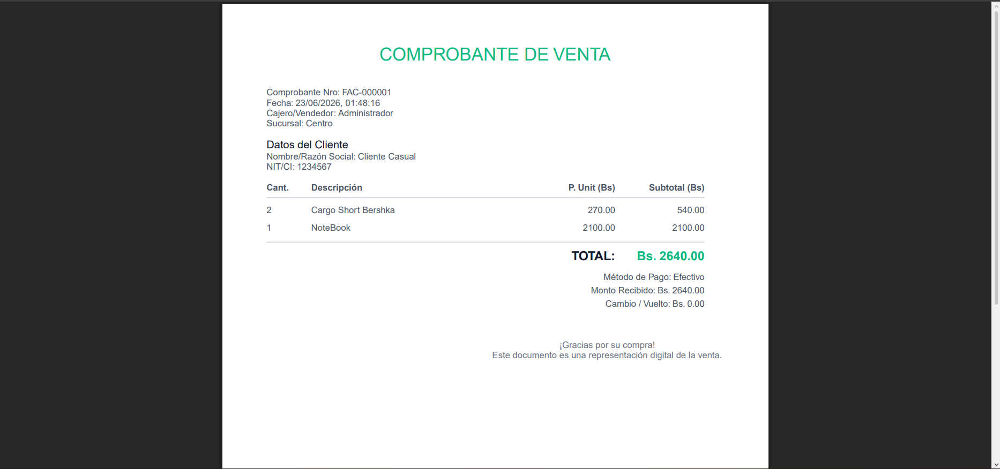 COMPROBANTE DE VENTA
Comprobante Nro: FAC-000001
Fecha: 23/06/2026, 01:48:16
Cajero/Vendedor: Administrador
Sucursal: Centro
Datos del Cliente
Nombre/Razón Social: Cliente Casual
NIT/CI: 1234567
Cant. Descripción P. Unit (Bs) Subtotal (Bs)
2 Cargo Short Bershka 270.00 540.00
1 NoteBook 2100.00 2100.00
TOTAL: Bs. 2640.00
Método de Pago: Efectivo
Monto Recibido: Bs. 2640.00
Cambio / Vuelto: Bs. 0.00
¡Gracias por su compra!
Este documento es una representación digital de la venta.